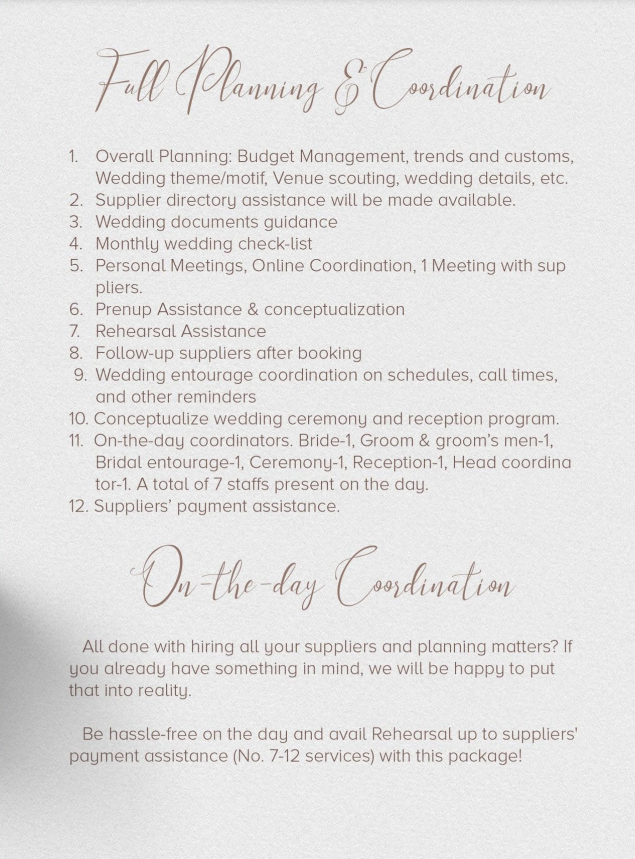 Full Planning & Coordination
1. Overall Planning: Budget Management, trends and customs,
Wedding theme/motif, Venue scouting, wedding details, etc.
2. Supplier directory assistance will be made available.
3. Wedding documents guidance
4. Monthly wedding check-list
5. Personal Meetings, Online Coordination, 1 Meeting with sup
pliers.
6. Prenup Assistance & conceptualization
7. Rehearsal Assistance
8. Follow-up suppliers after booking
9. Wedding entourage coordination on schedules, call times,
and other reminders
10. Conceptualize wedding ceremony and reception program.
11. On-the-day coordinators. Bride-1, Groom & groom’s men-1,
Bridal entourage-1, Ceremony-1, Reception-1, Head coordina
tor-1. A total of 7 staffs present on the day.
12. Suppliers’ payment assistance.
On-the-day Coordination
All done with hiring all your suppliers and planning matters? If
you already have something in mind, we will be happy to put
that into reality.
Be hassle-free on the day and avail Rehearsal up to suppliers'
payment assistance (No. 7-12 services) with this package!